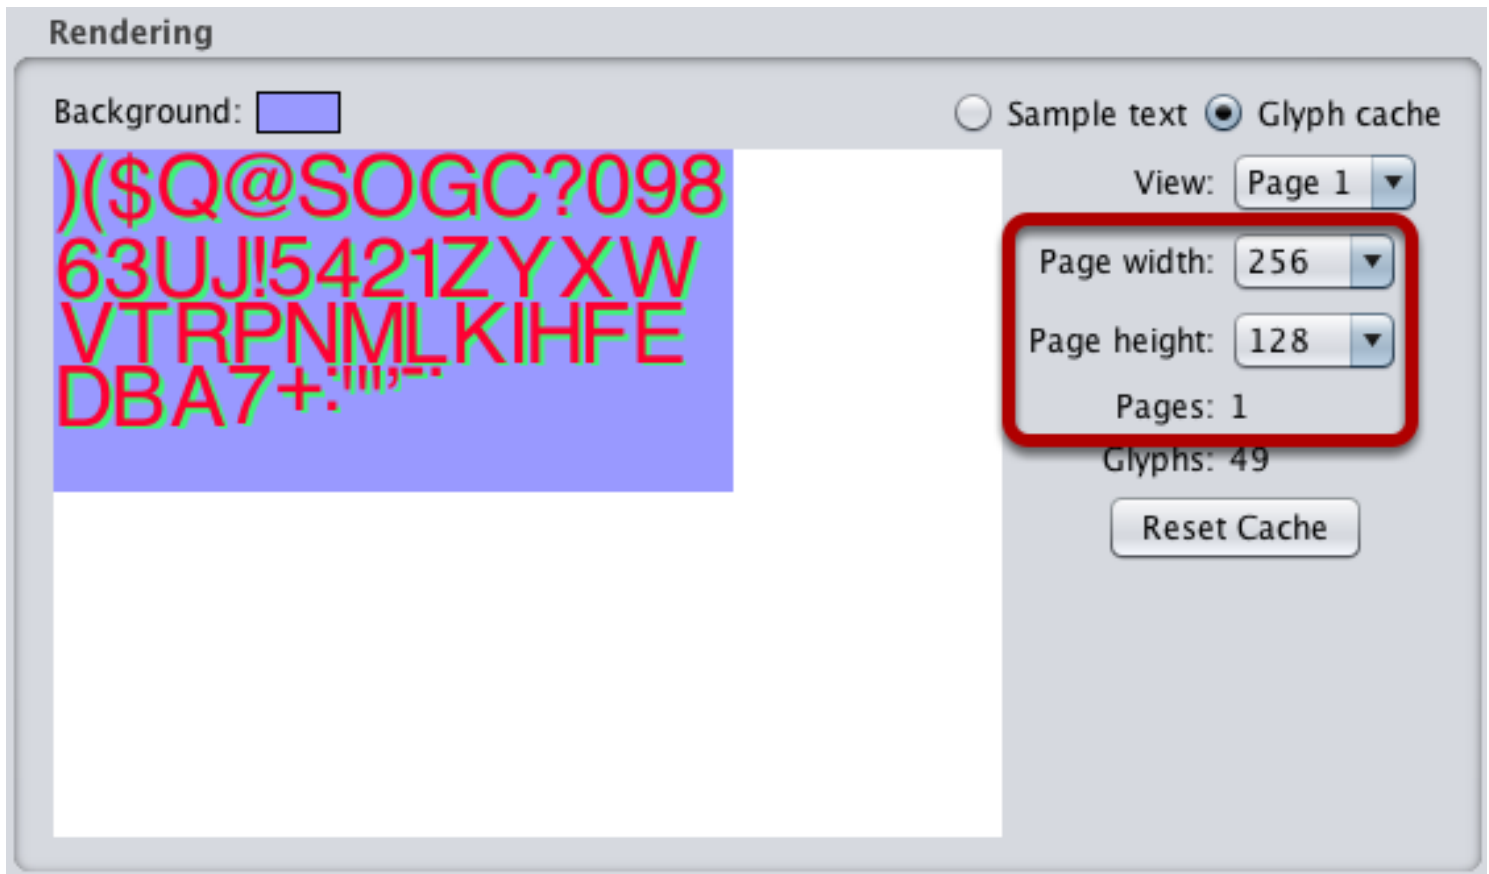 Rendering
Background:
Sample text
Glyph cache
)($Q@SOGC?098
63UJ!5421ZYXW
VTRPNMLKIHFE
DBA7+:"',-.
View: Page 1
Page width: 256
Page height: 128
Pages: 1
Glyphs: 49
Reset Cache